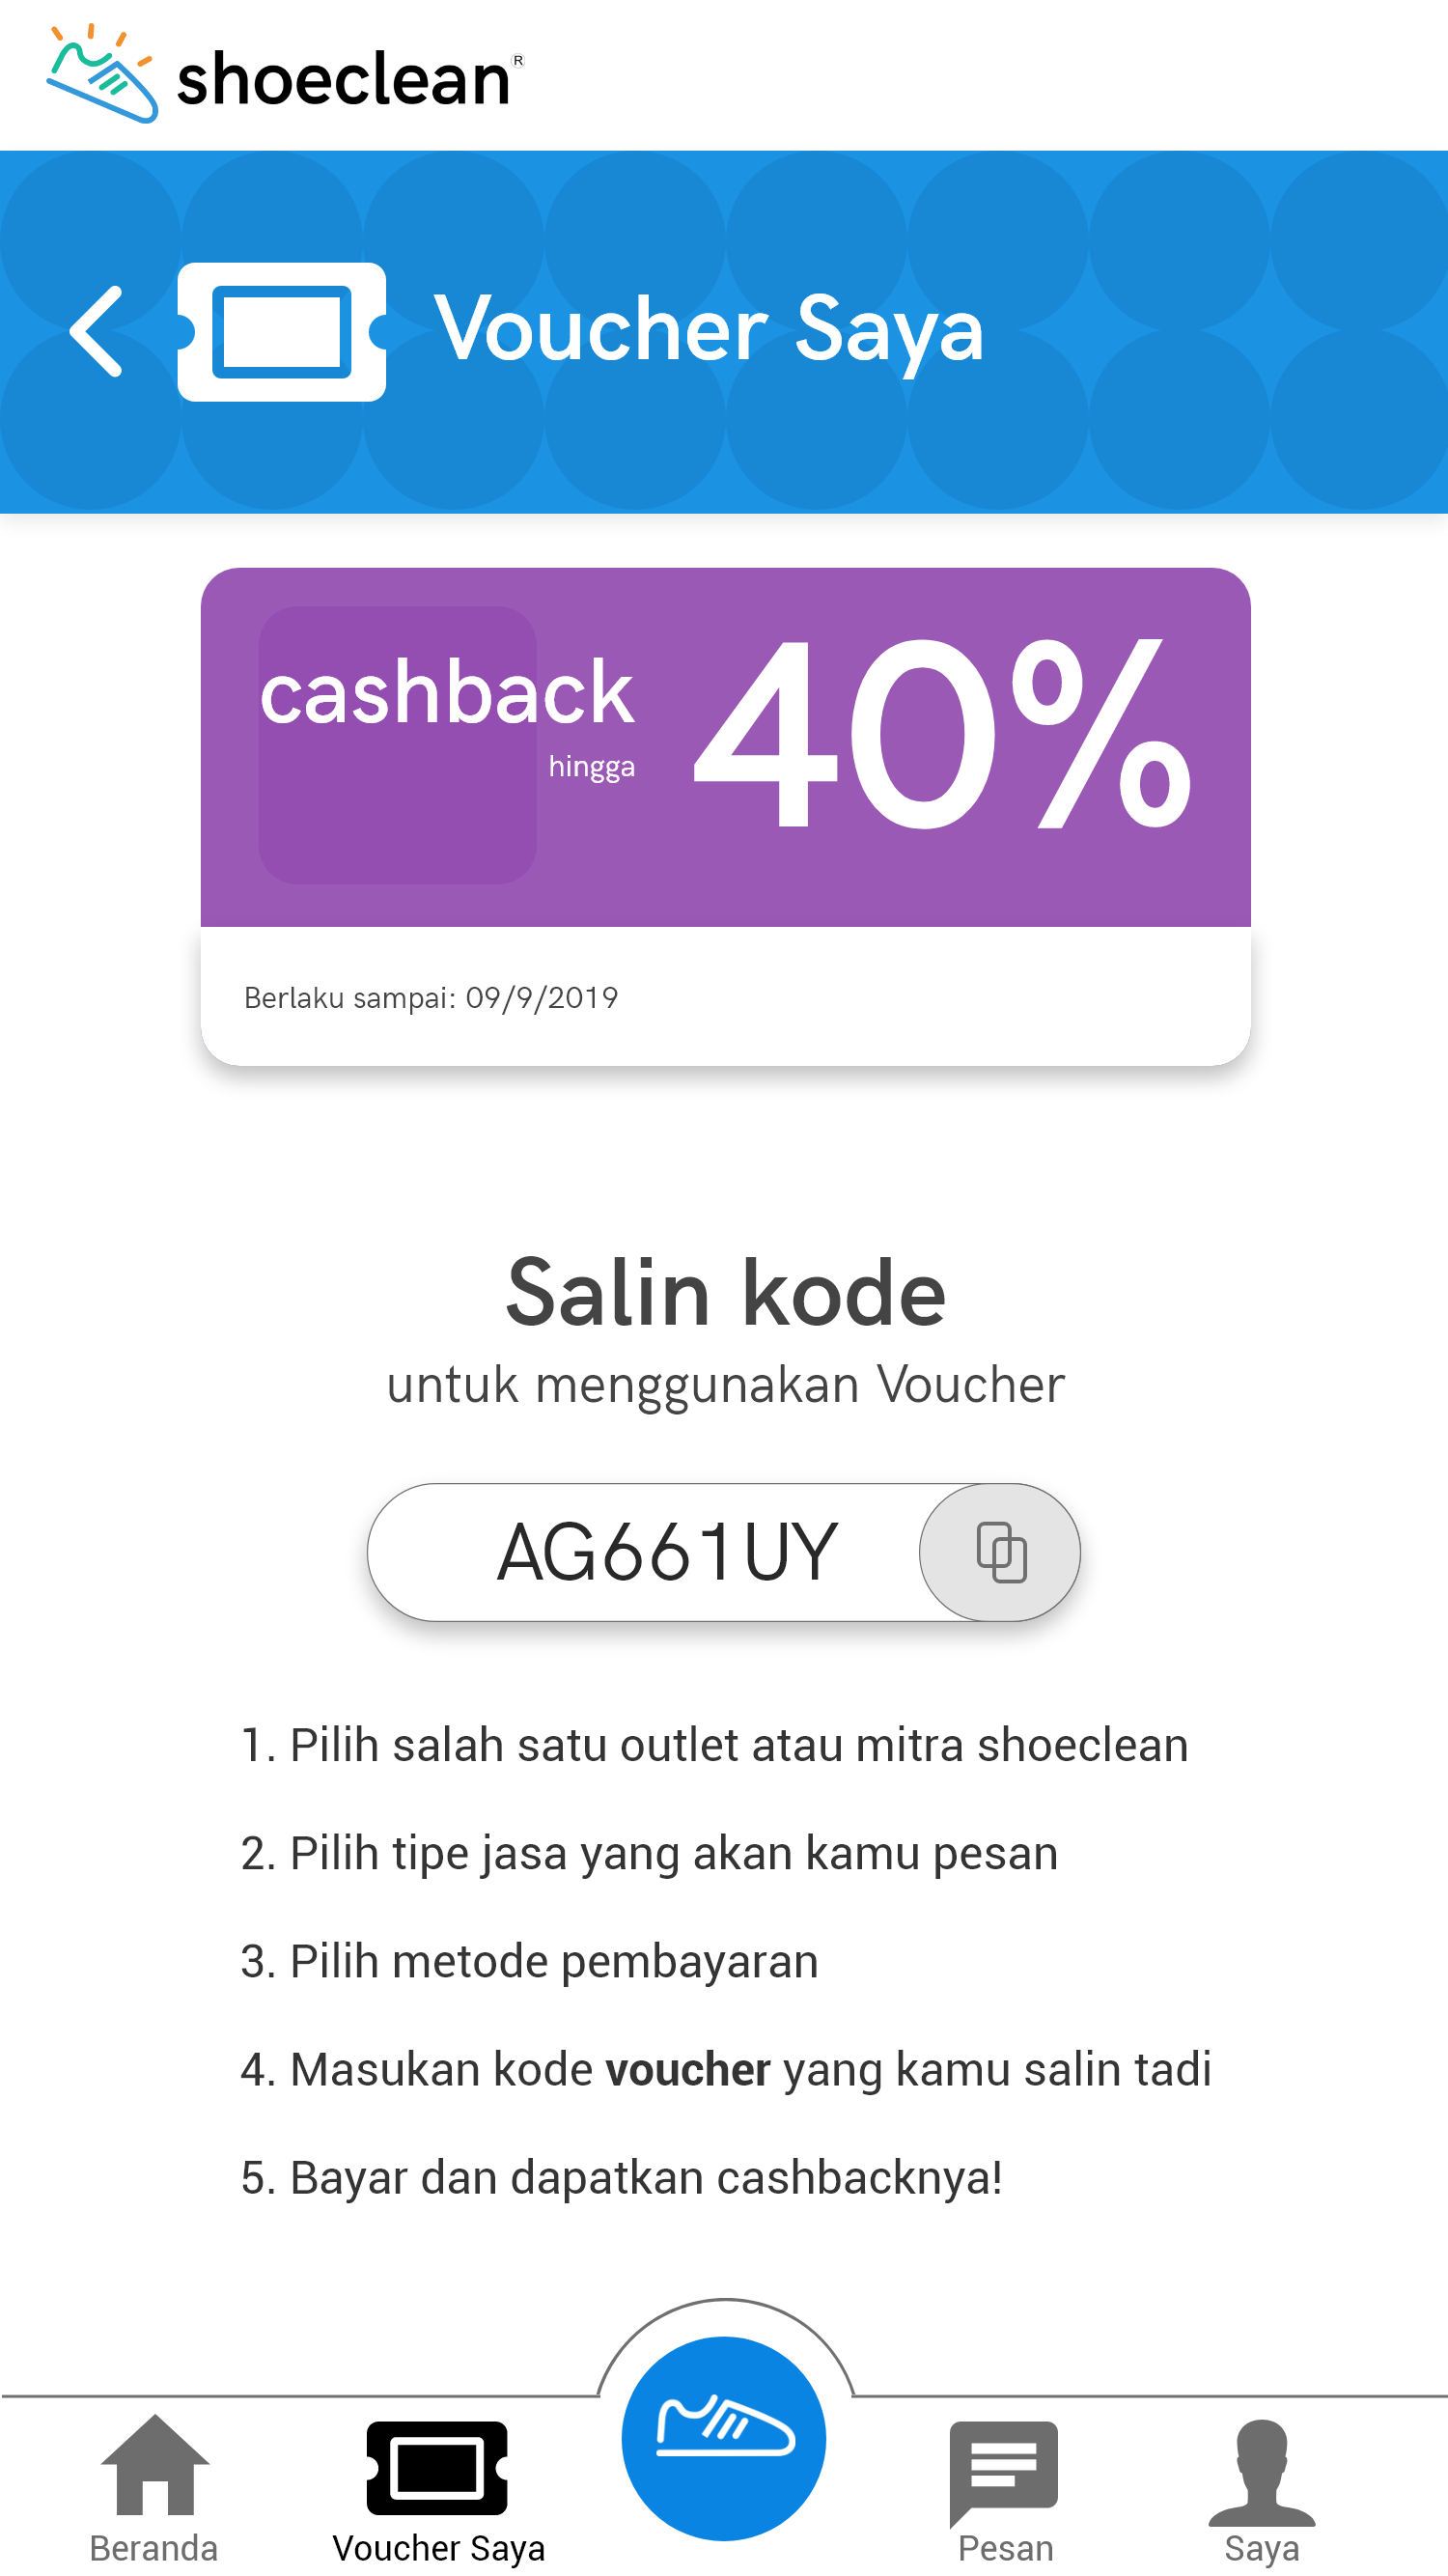 shoeclean®
Voucher Saya
cashback
hingga
40%
Berlaku sampai: 09/9/2019
Salin kode
untuk menggunakan Voucher
AG661UY
1. Pilih salah satu outlet atau mitra shoeclean
2. Pilih tipe jasa yang akan kamu pesan
3. Pilih metode pembayaran
4. Masukan kode voucher yang kamu salin tadi
5. Bayar dan dapatkan cashbacknya!
Beranda
Voucher Saya
Pesan
Saya